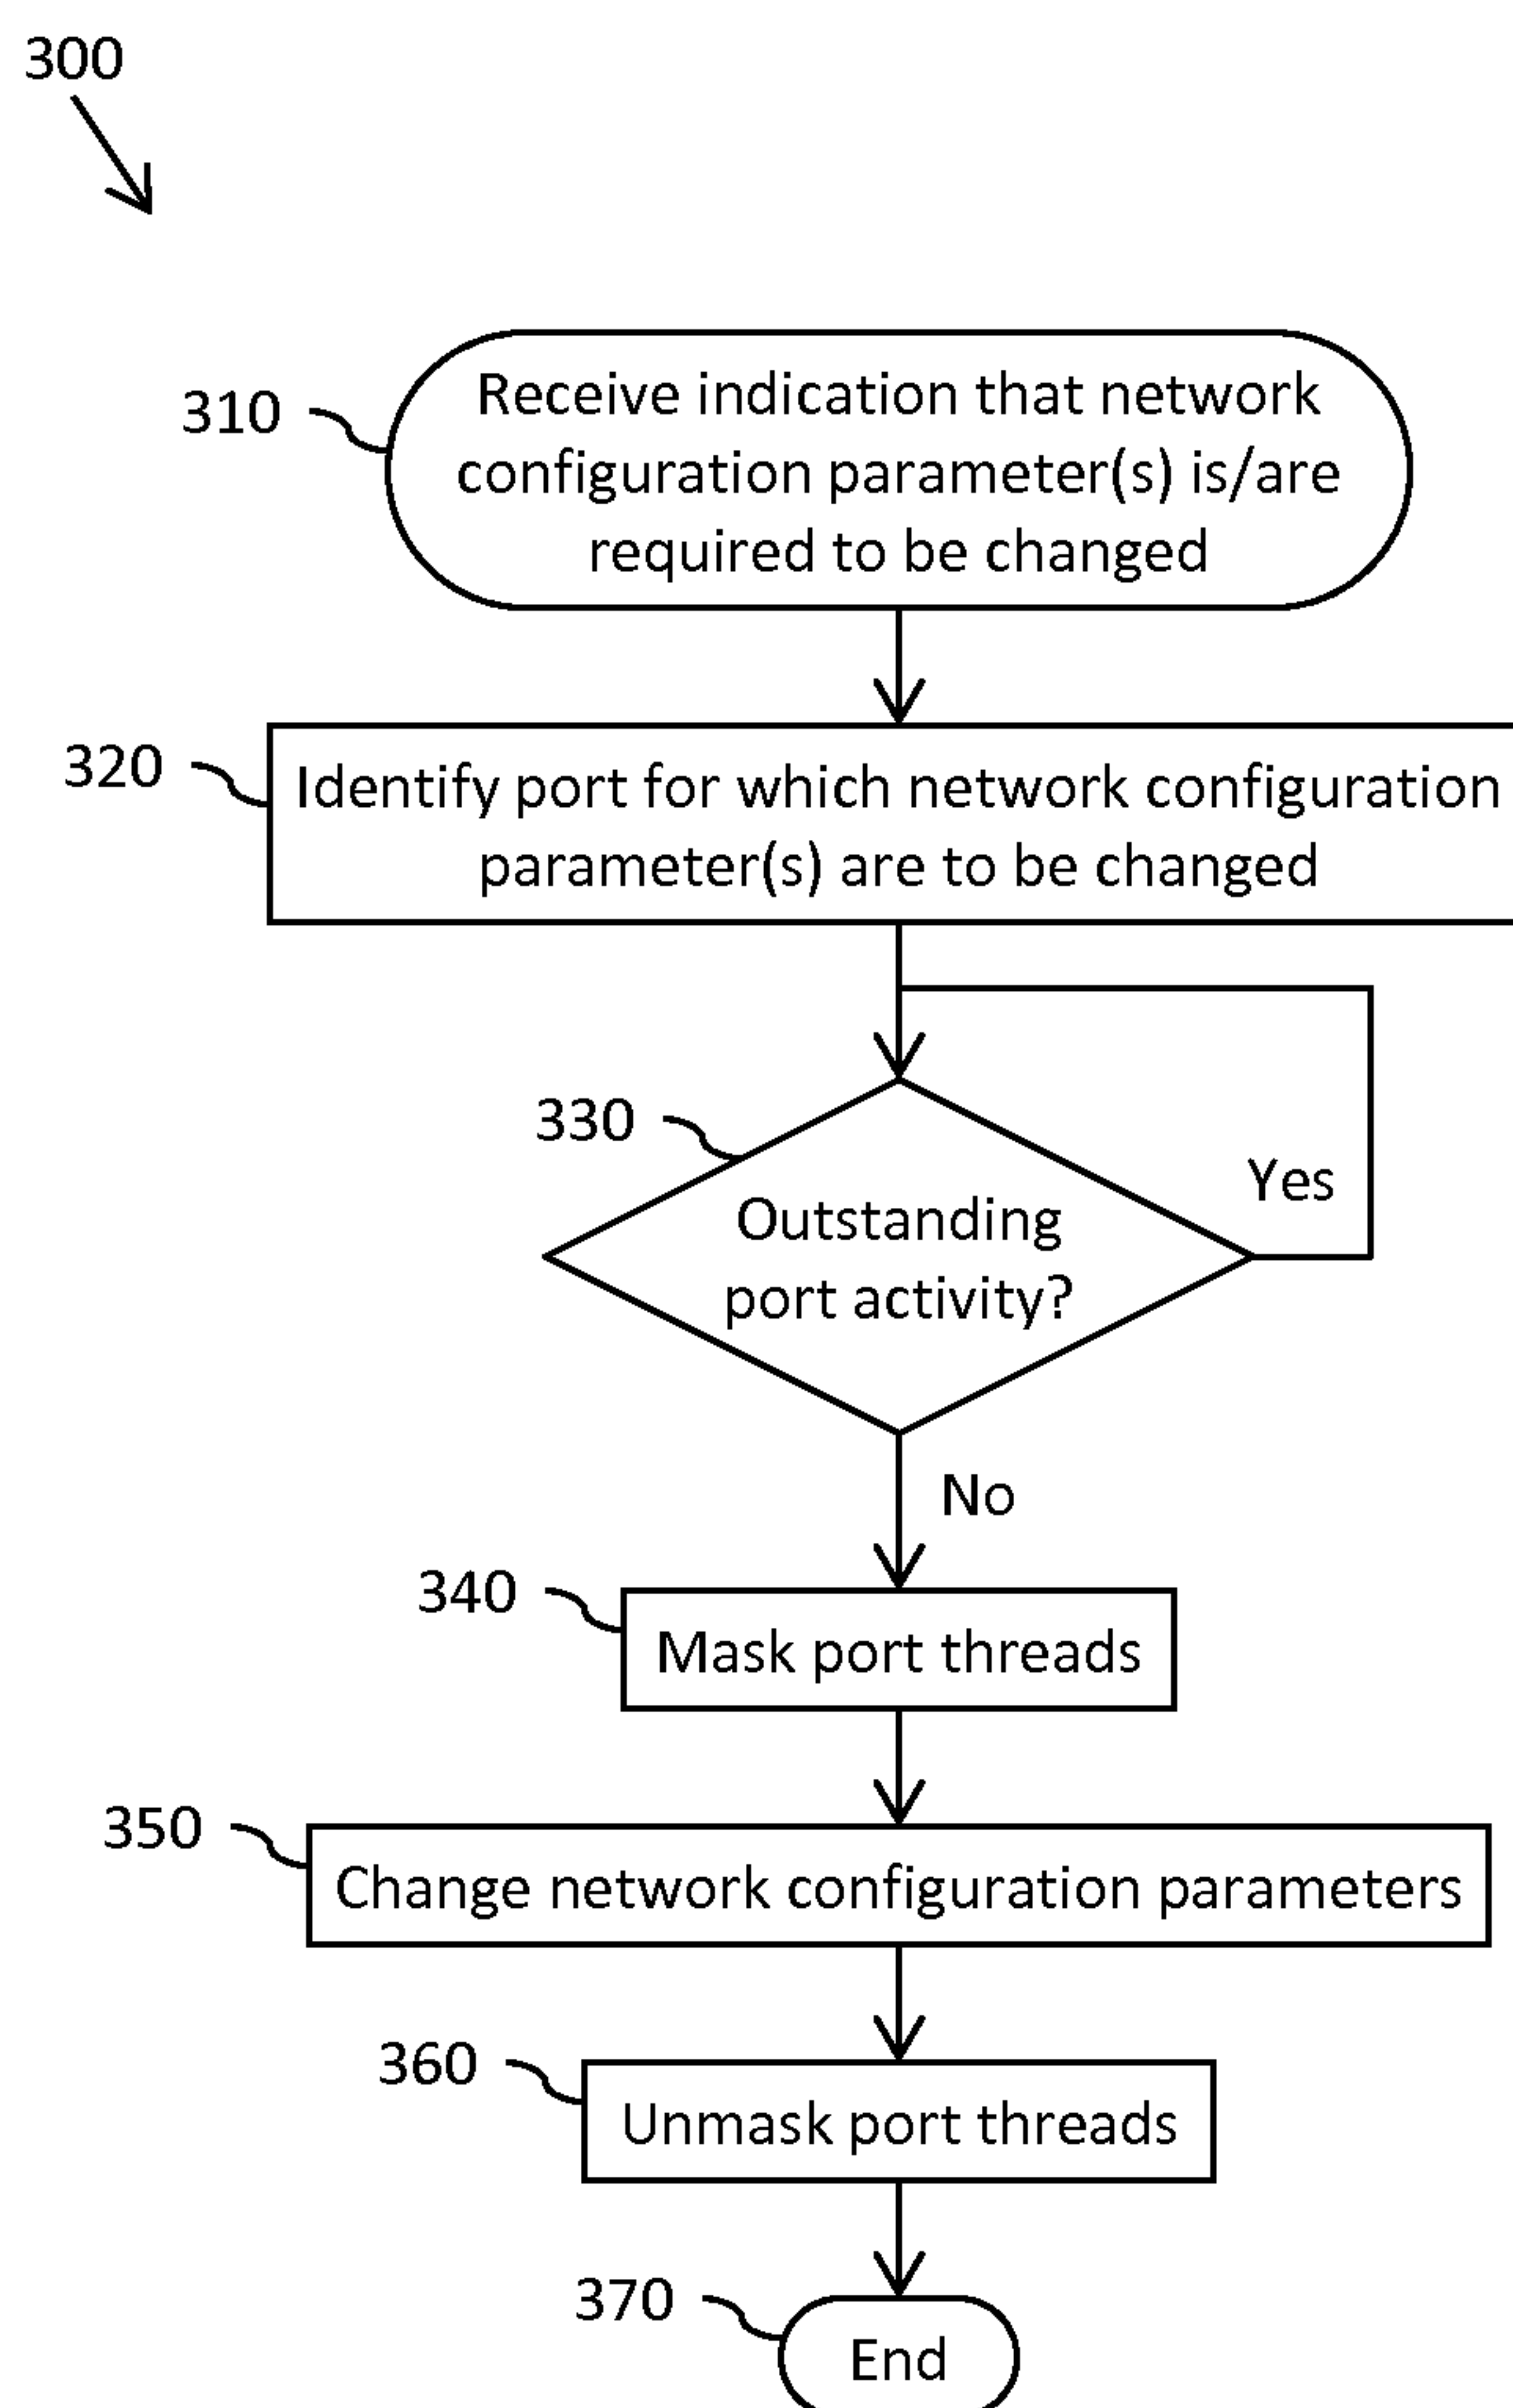 300
310
Receive indication that network
configuration parameter(s) is/are
required to be changed
320
Identify port for which network configuration
parameter(s) are to be changed
330
Outstanding
port activity?
Yes
No
340
Mask port threads
350
Change network configuration parameters
360
Unmask port threads
370
End